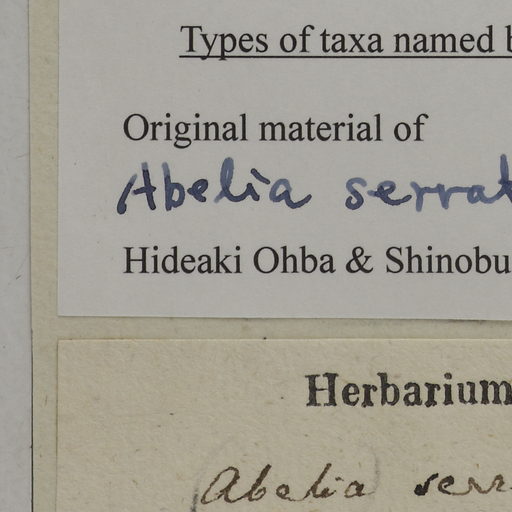 Types of taxa named b
Original material of
Abelia serrat
Hideaki Ohba & Shinobu
Herbarium
Abelia serr